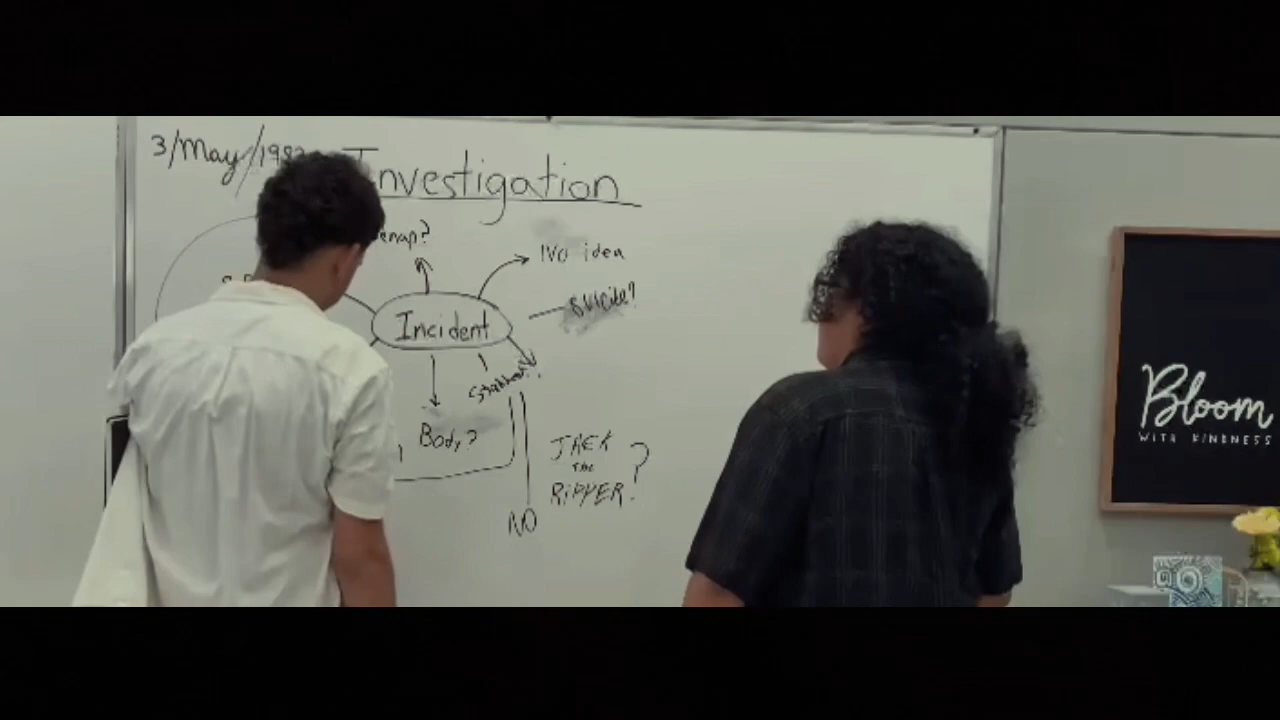 3/May/198
Investigation
No idea
Suicide?
Incident
Stabbed?
Body?
JACK
THE
RIPPER?
NO
Bloom
WITH KINDNESS